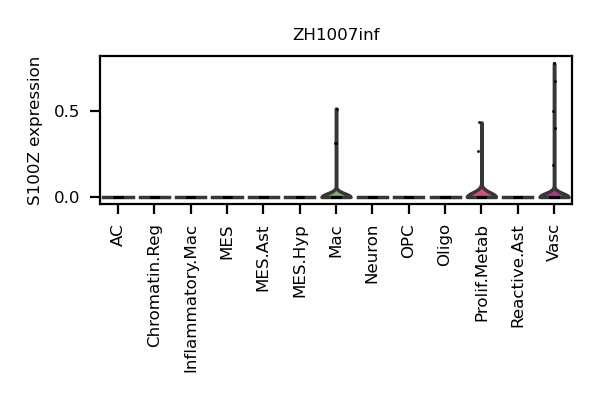 ZH1007inf
S100Z expression
0.5
0.0
AC
Chromatin.Reg
Inflammatory.Mac
MES
MES.Ast
MES.Hyp
Mac
Neuron
OPC
Oligo
Prolif.Metab
Reactive.Ast
Vasc